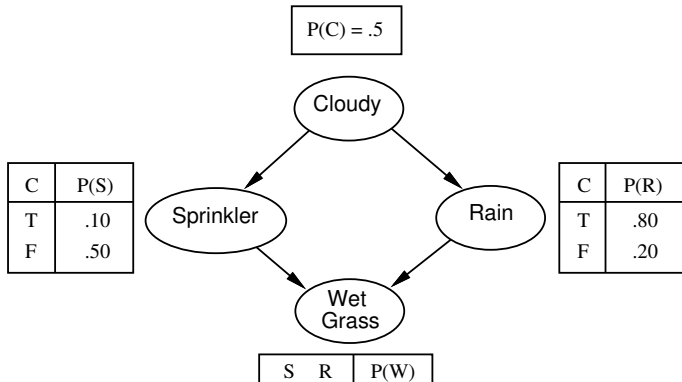 P(C) = .5
Cloudy
C P(S)
T .10
F .50
Sprinkler
Rain
C P(R)
T .80
F .20
Wet
Grass
S R P(W)